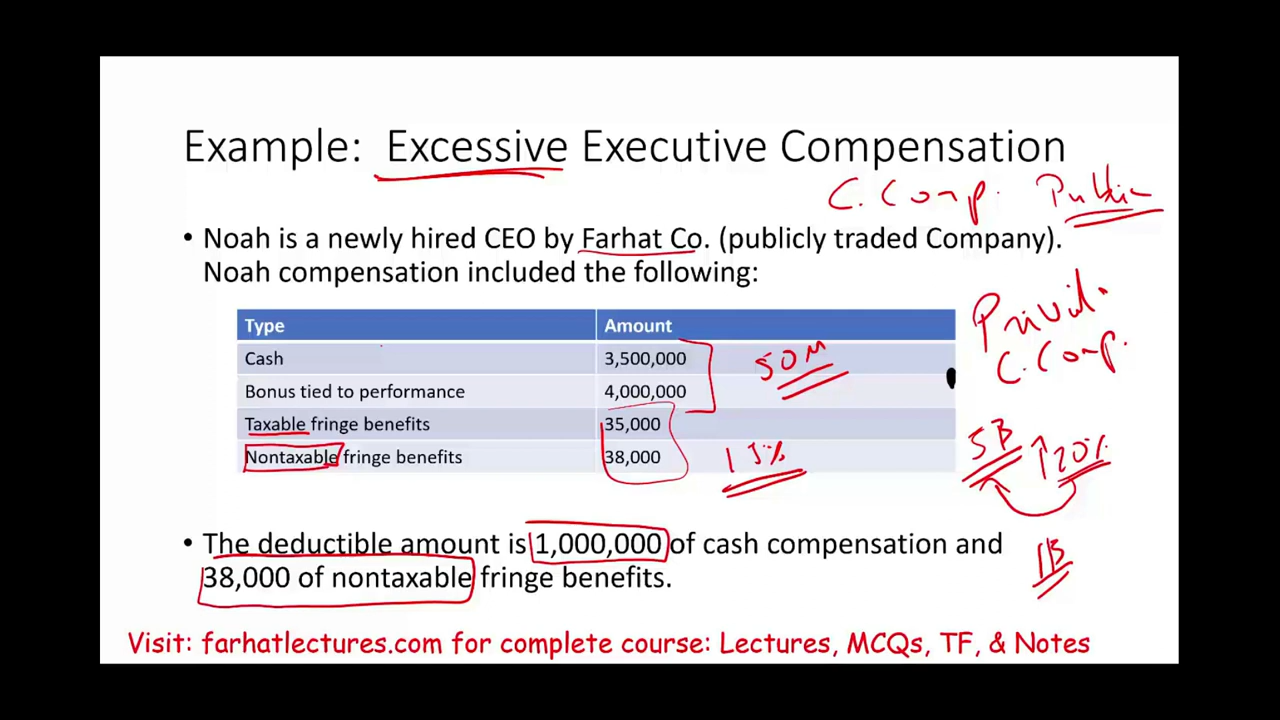 Example: Excessive Executive Compensation
C. Corp. Public
• Noah is a newly hired CEO by Farhat Co. (publicly traded Company).
Noah compensation included the following:
Private
C. Corp.
Type Amount
Cash 3,500,000
50M
Bonus tied to performance 4,000,000
Taxable fringe benefits 35,000
Nontaxable fringe benefits 38,000
15%
5B ↑20%
• The deductible amount is 1,000,000 of cash compensation and
38,000 of nontaxable fringe benefits.
1B
Visit: farhatlectures.com for complete course: Lectures, MCQs, TF, & Notes